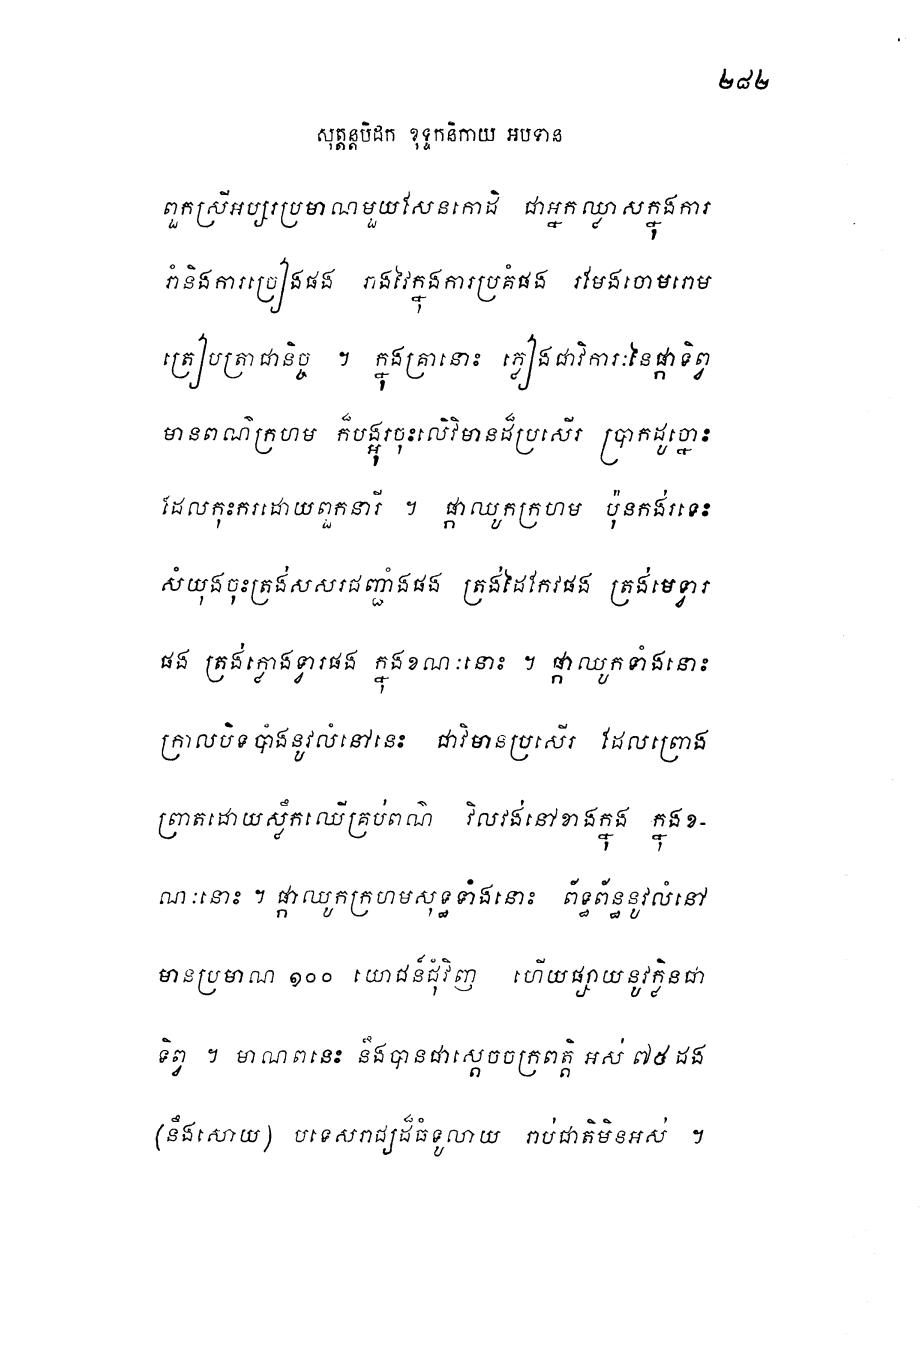 ២៨២
សុត្តន្តបិដក ខុទ្ទកនិកាយ អបទាន
ពួកស្រីអប្សរប្រមាណមួយសែនកោដិ ជាអ្នកឈ្លាសក្នុងការ
រាំនិងការច្រៀងផង រាងវៃក្នុងការប្រគំផង រមែងចោមរោម
ត្រៀបត្រាជានិច្ច ។ ក្នុងគ្រានោះ ភ្លៀងជាវិការៈនៃផ្កាទិព្វ
មានពណ៌ក្រហម ក៏បង្អុរចុះលើវិមានដ៏ប្រសើរ ប្រាកដដូច្នោះ
ដែលកុះករដោយពួកនារី ។ ផ្កាឈូកក្រហម ប៉ុនកង់រទេះ
សំយុងចុះត្រង់សសរជញ្ជាំងផង ត្រង់ដៃកែវផង ត្រង់មេទ្វារ
ផង ត្រង់ក្លោងទ្វារផង ក្នុងខណៈនោះ ។ ផ្កាឈូកទាំងនោះ
ក្រាលបិទបាំងនូវលំនៅនេះ ជាវិមានប្រសើរ ដែលព្រោង
ព្រាតដោយស្លឹកឈើគ្រប់ពណ៌ វិលវង់នៅខាងក្នុង ក្នុងខ-
ណៈនោះ ។ ផ្កាឈូកក្រហមសុទ្ធទាំងនោះ ព័ទ្ធព័ន្ធនូវលំនៅ
មានប្រមាណ ១០០ យោជន៍ជុំវិញ ហើយផ្សាយនូវក្លិនជា
ទិព្វ ។ មាណពនេះ នឹងបានជាស្តេចចក្រពត្តិ អស់ ៧៥ ដង
(នឹងសោយ) បទេសរាជ្យដ៏ធំទូលាយ រាប់ជាតិមិនអស់ ។